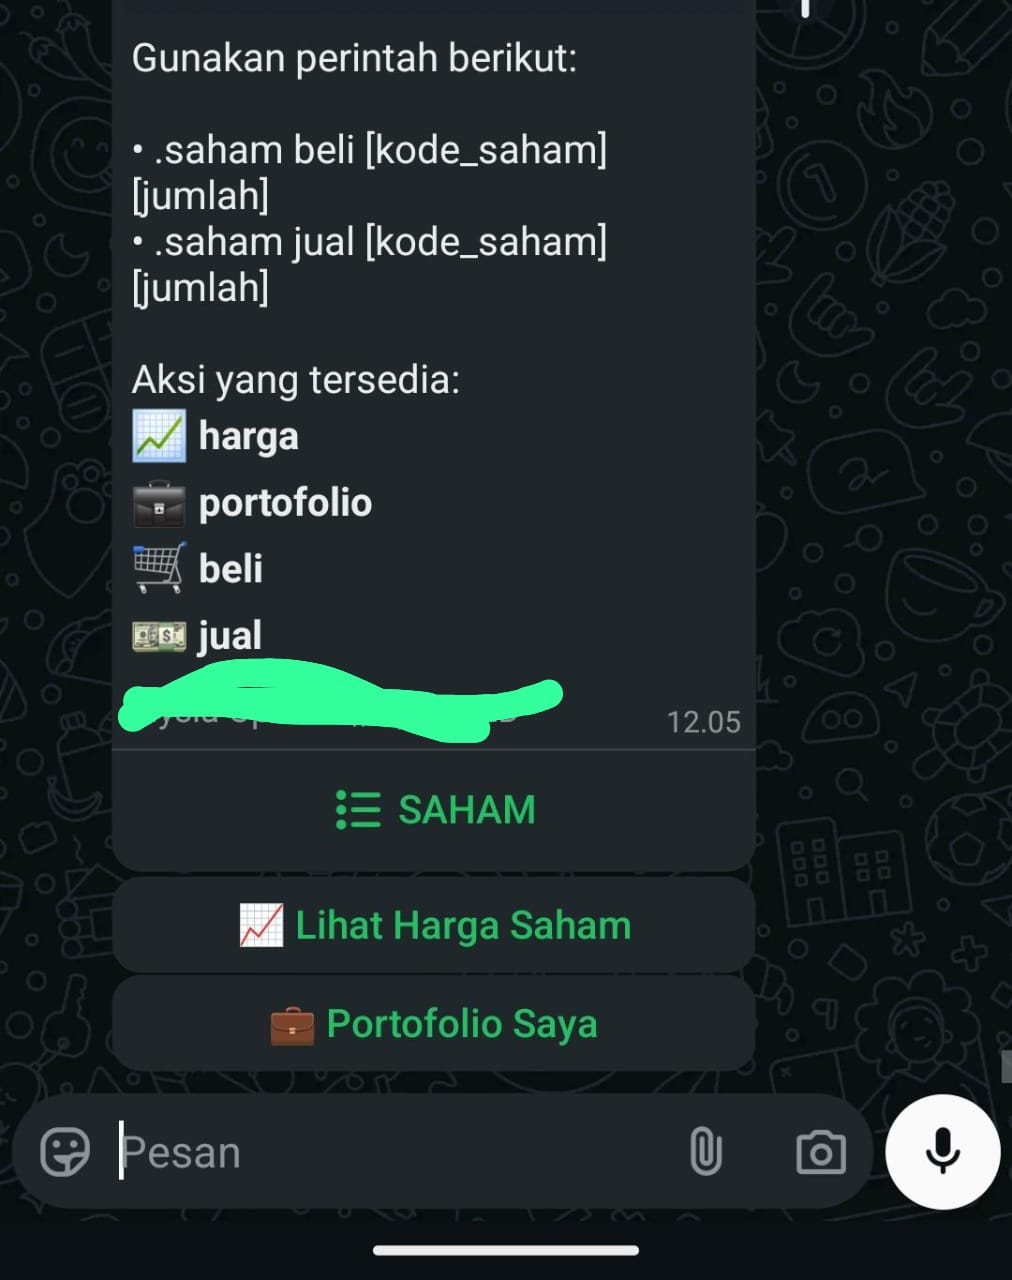 Gunakan perintah berikut:
• .saham beli [kode_saham]
[jumlah]
• .saham jual [kode_saham]
[jumlah]
Aksi yang tersedia:
harga
portofolio
beli
jual
12.05
SAHAM
Lihat Harga Saham
Portofolio Saya
Pesan